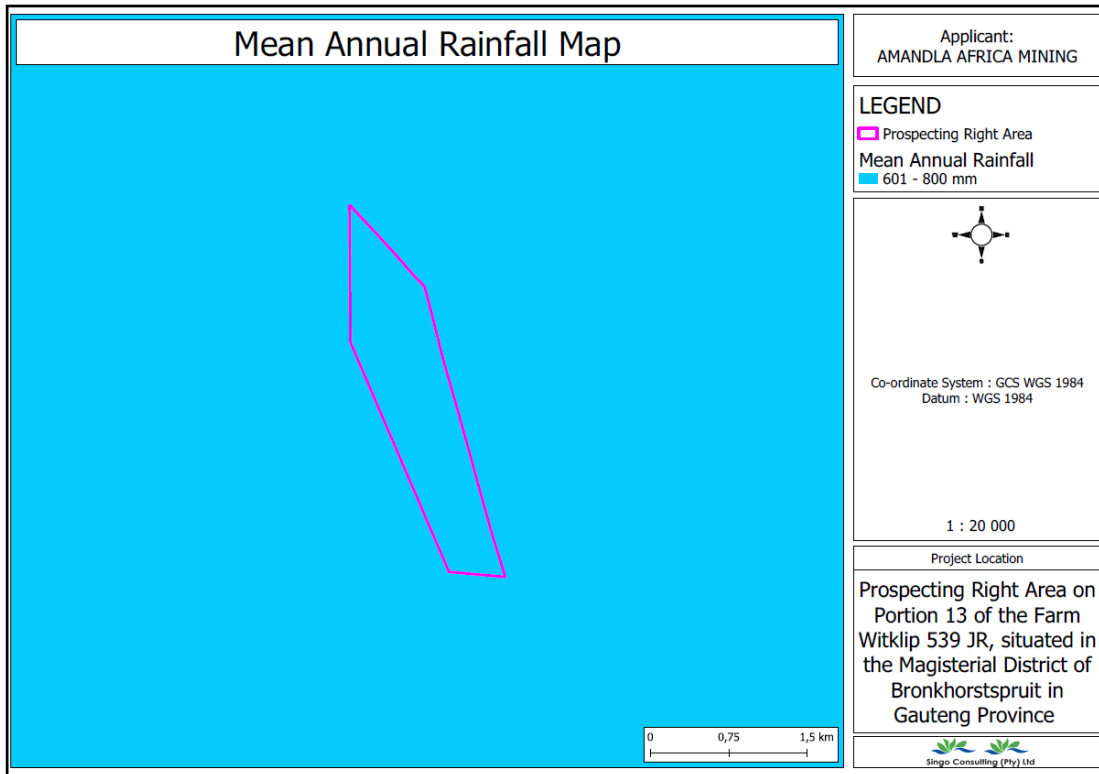 Mean Annual Rainfall Map
Applicant:
AMANDLA AFRICA MINING
LEGEND
Prospecting Right Area
Mean Annual Rainfall
601 - 800 mm
Co-ordinate System : GCS WGS 1984
Datum : WGS 1984
1 : 20 000
Project Location
Prospecting Right Area on
Portion 13 of the Farm
Witklip 539 JR, situated in
the Magisterial District of
Bronkhorstspruit in
Gauteng Province
0 0,75 1,5 km
Singo Consulting (Pty) Ltd